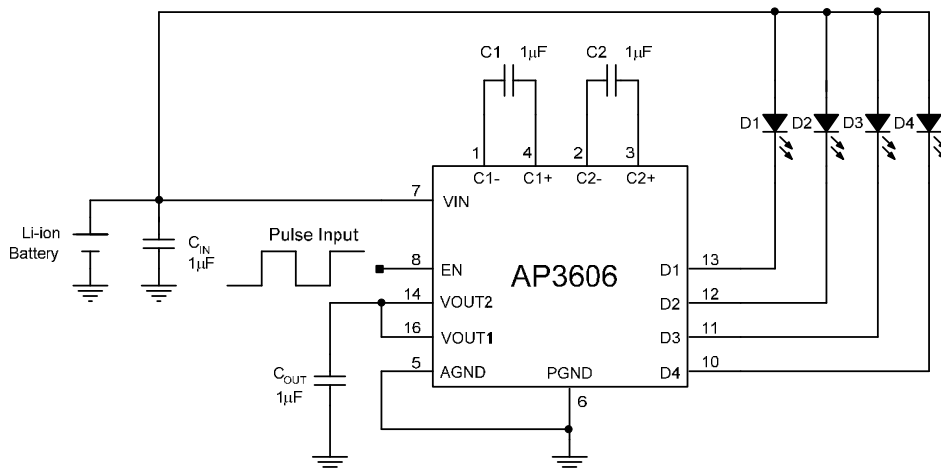 C1 1µF C2 1µF
D1 D2 D3 D4
1 4 2 3
C1- C1+ C2- C2+
7 VIN
Li-ion
Battery
C_IN
1µF
Pulse Input
8 EN
AP3606
D1 13
14 VOUT2
D2 12
16 VOUT1
D3 11
5 AGND
PGND
D4 10
C_OUT
1µF
6